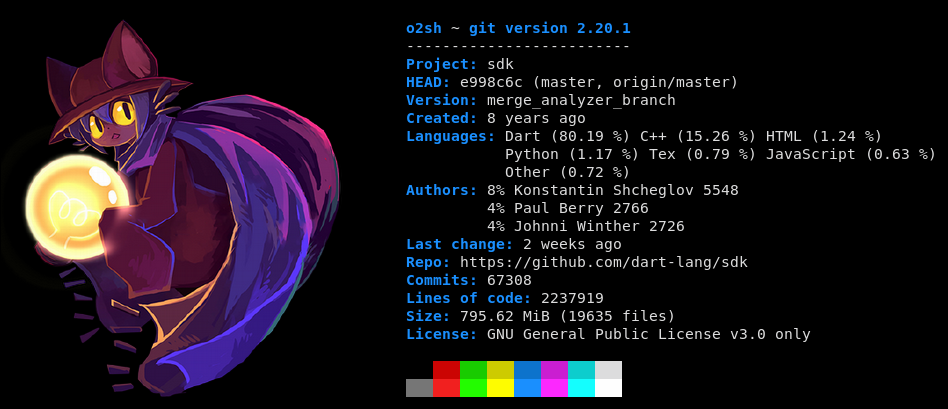 o2sh ~ git version 2.20.1
-------------------------
Project: sdk
HEAD: e998c6c (master, origin/master)
Version: merge_analyzer_branch
Created: 8 years ago
Languages: Dart (80.19 %) C++ (15.26 %) HTML (1.24 %)
Python (1.17 %) Tex (0.79 %) JavaScript (0.63 %)
Other (0.72 %)
Authors: 8% Konstantin Shcheglov 5548
4% Paul Berry 2766
4% Johnni Winther 2726
Last change: 2 weeks ago
Repo: https://github.com/dart-lang/sdk
Commits: 67308
Lines of code: 2237919
Size: 795.62 MiB (19635 files)
License: GNU General Public License v3.0 only